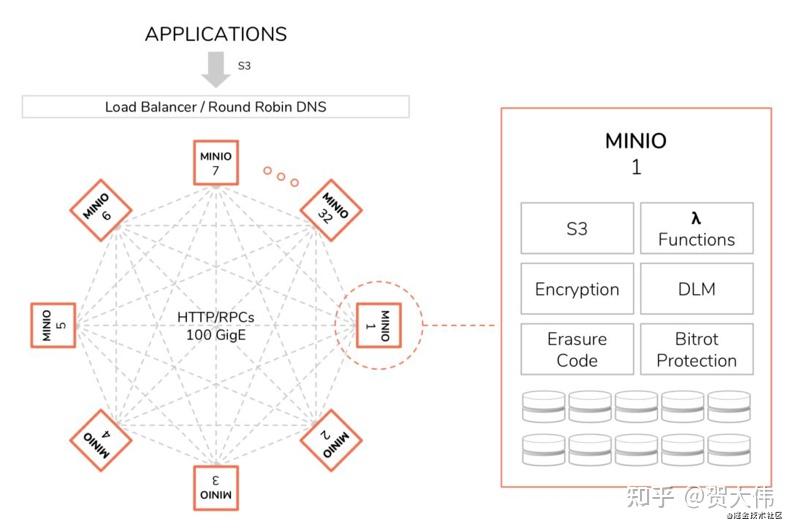 APPLICATIONS
S3
Load Balancer / Round Robin DNS
MINIO
7
MINIO
32
MINIO
6
MINIO
5
HTTP/RPCs
100 GigE
MINIO
1
MINIO
4
MINIO
2
MINIO
3
MINIO
1
S3
λ
Functions
Encryption
DLM
Erasure
Code
Bitrot
Protection
知乎 @贺大伟
@掘金技术社区